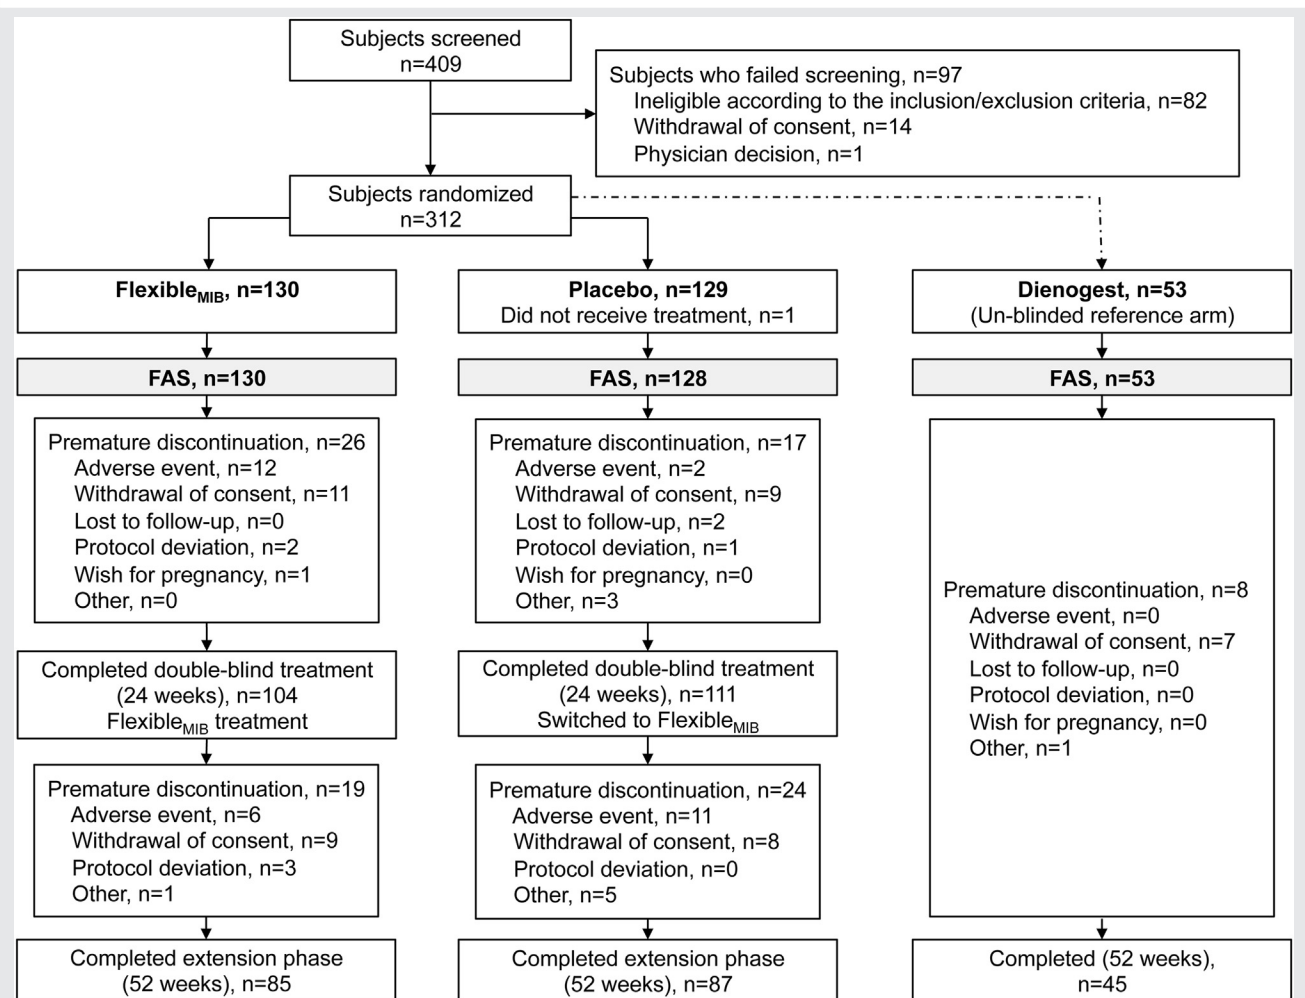 Subjects screened
n=409
Subjects who failed screening, n=97
Ineligible according to the inclusion/exclusion criteria, n=82
Withdrawal of consent, n=14
Physician decision, n=1
Subjects randomized
n=312
FlexibleMIB, n=130
Placebo, n=129
Did not receive treatment, n=1
Dienogest, n=53
(Un-blinded reference arm)
FAS, n=130
FAS, n=128
FAS, n=53
Premature discontinuation, n=26
Adverse event, n=12
Withdrawal of consent, n=11
Lost to follow-up, n=0
Protocol deviation, n=2
Wish for pregnancy, n=1
Other, n=0
Premature discontinuation, n=17
Adverse event, n=2
Withdrawal of consent, n=9
Lost to follow-up, n=2
Protocol deviation, n=1
Wish for pregnancy, n=0
Other, n=3
Premature discontinuation, n=8
Adverse event, n=0
Withdrawal of consent, n=7
Lost to follow-up, n=0
Protocol deviation, n=0
Wish for pregnancy, n=0
Other, n=1
Completed double-blind treatment
(24 weeks), n=104
FlexibleMIB treatment
Completed double-blind treatment
(24 weeks), n=111
Switched to FlexibleMIB
Premature discontinuation, n=19
Adverse event, n=6
Withdrawal of consent, n=9
Protocol deviation, n=3
Other, n=1
Premature discontinuation, n=24
Adverse event, n=11
Withdrawal of consent, n=8
Protocol deviation, n=0
Other, n=5
Completed extension phase
(52 weeks), n=85
Completed extension phase
(52 weeks), n=87
Completed (52 weeks),
n=45